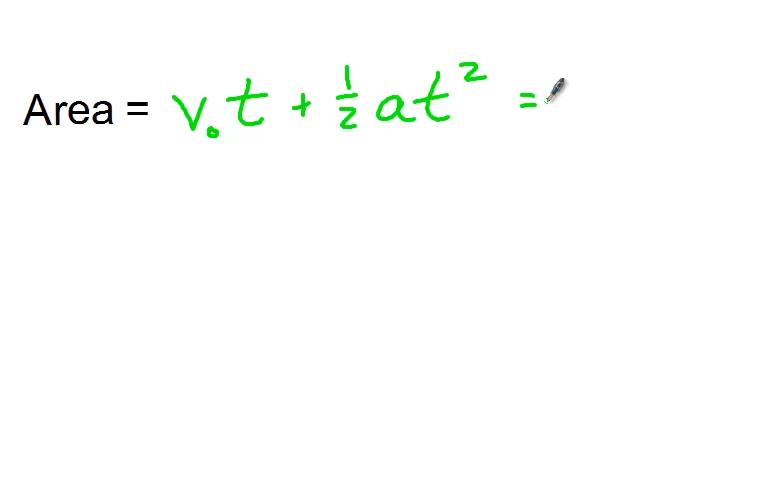 Area = v₀t + ½at² =